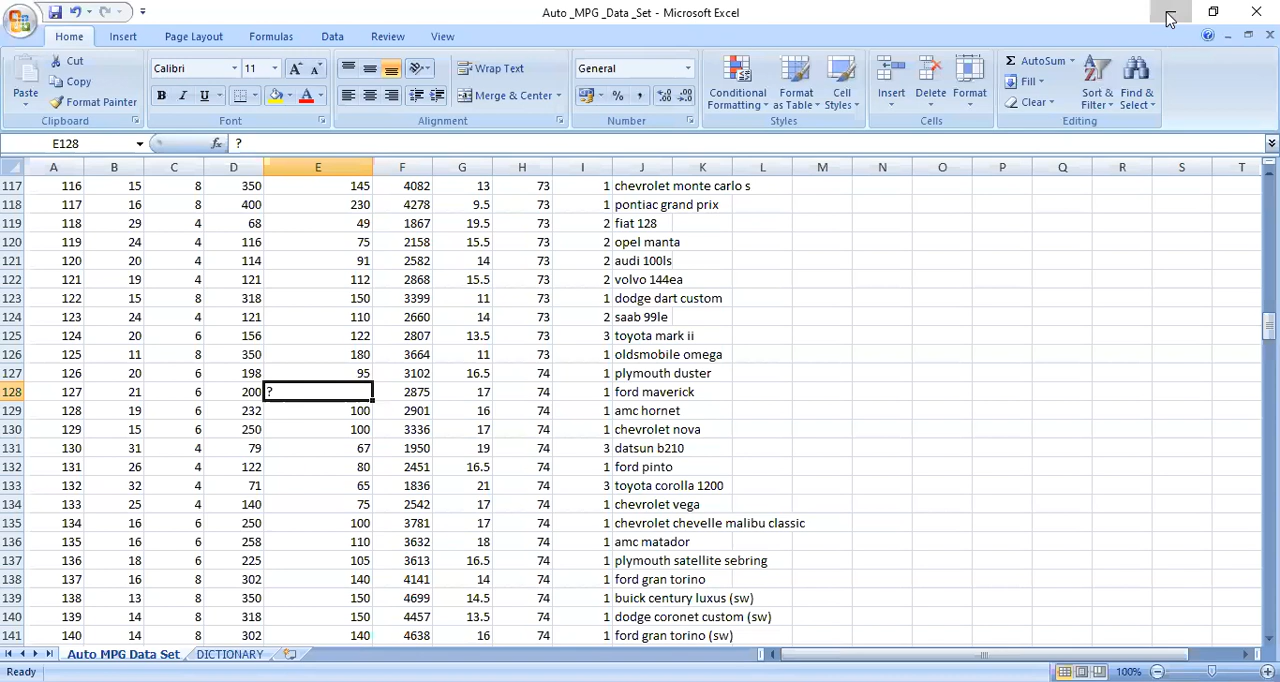 Auto _MPG _Data _Set - Microsoft Excel
Home Insert Page Layout Formulas Data Review View
Paste Cut Copy Format Painter Clipboard
Calibri 11 A A B I U A Font
Wrap Text Merge & Center Alignment
General % , Number
Conditional Formatting Format as Table Cell Styles Styles
Insert Delete Format Cells
Σ AutoSum Fill Clear Sort & Filter Find & Select Editing
E128 fx ?
A B C D E F G H I J K L M N O P Q R S T
117 116 15 8 350 145 4082 13 73 1 chevrolet monte carlo s
118 117 16 8 400 230 4278 9.5 73 1 pontiac grand prix
119 118 29 4 68 49 1867 19.5 73 2 fiat 128
120 119 24 4 116 75 2158 15.5 73 2 opel manta
121 120 20 4 114 91 2582 14 73 2 audi 100ls
122 121 19 4 121 112 2868 15.5 73 2 volvo 144ea
123 122 15 8 318 150 3399 11 73 1 dodge dart custom
124 123 24 4 121 110 2660 14 73 2 saab 99le
125 124 20 6 156 122 2807 13.5 73 3 toyota mark ii
126 125 11 8 350 180 3664 11 73 1 oldsmobile omega
127 126 20 6 198 95 3102 16.5 74 1 plymouth duster
128 127 21 6 200 ? 2875 17 74 1 ford maverick
129 128 19 6 232 100 2901 16 74 1 amc hornet
130 129 15 6 250 100 3336 17 74 1 chevrolet nova
131 130 31 4 79 67 1950 19 74 3 datsun b210
132 131 26 4 122 80 2451 16.5 74 1 ford pinto
133 132 32 4 71 65 1836 21 74 3 toyota corolla 1200
134 133 25 4 140 75 2542 17 74 1 chevrolet vega
135 134 16 6 250 100 3781 17 74 1 chevrolet chevelle malibu classic
136 135 16 6 258 110 3632 18 74 1 amc matador
137 136 18 6 225 105 3613 16.5 74 1 plymouth satellite sebring
138 137 16 8 302 140 4141 14 74 1 ford gran torino
139 138 13 8 350 150 4699 14.5 74 1 buick century luxus (sw)
140 139 14 8 318 150 4457 13.5 74 1 dodge coronet custom (sw)
141 140 14 8 302 140 4638 16 74 1 ford gran torino (sw)
Auto MPG Data Set DICTIONARY
Ready 100%